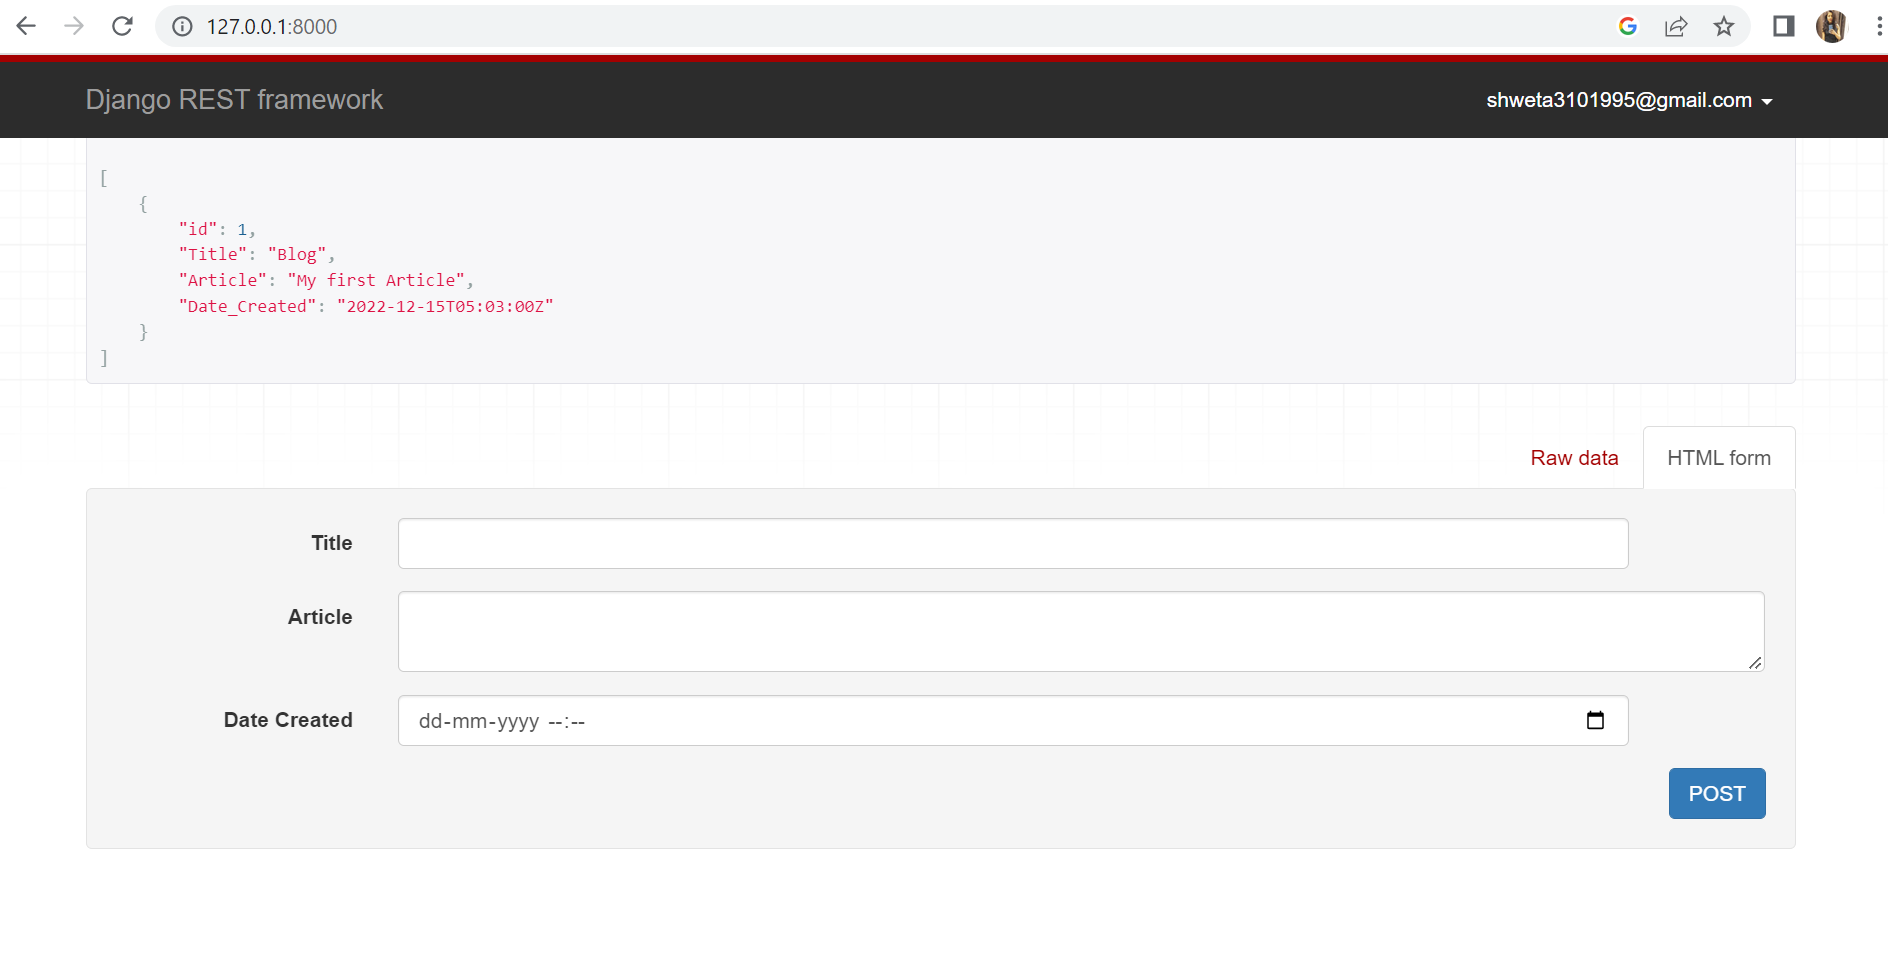 127.0.0.1:8000
Django REST framework
shweta3101995@gmail.com
[
    {
        "id": 1,
        "Title": "Blog",
        "Article": "My first Article",
        "Date_Created": "2022-12-15T05:03:00Z"
    }
]
Raw data HTML form
Title
Article
Date Created dd-mm-yyyy --:--
POST